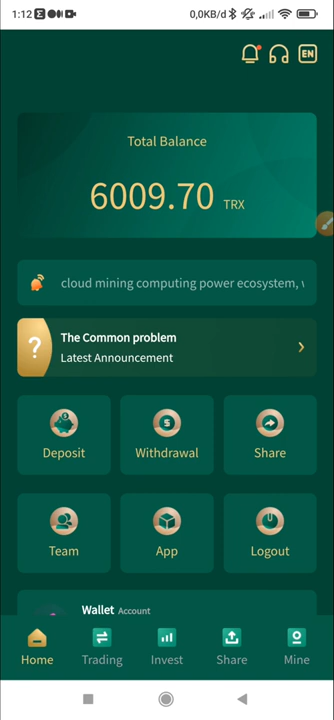 1:12
0,0KB/d
EN
Total Balance
6009.70 TRX
cloud mining computing power ecosystem,
The Common problem
Latest Announcement
Deposit
Withdrawal
Share
Team
App
Logout
Wallet Account
Home
Trading
Invest
Share
Mine